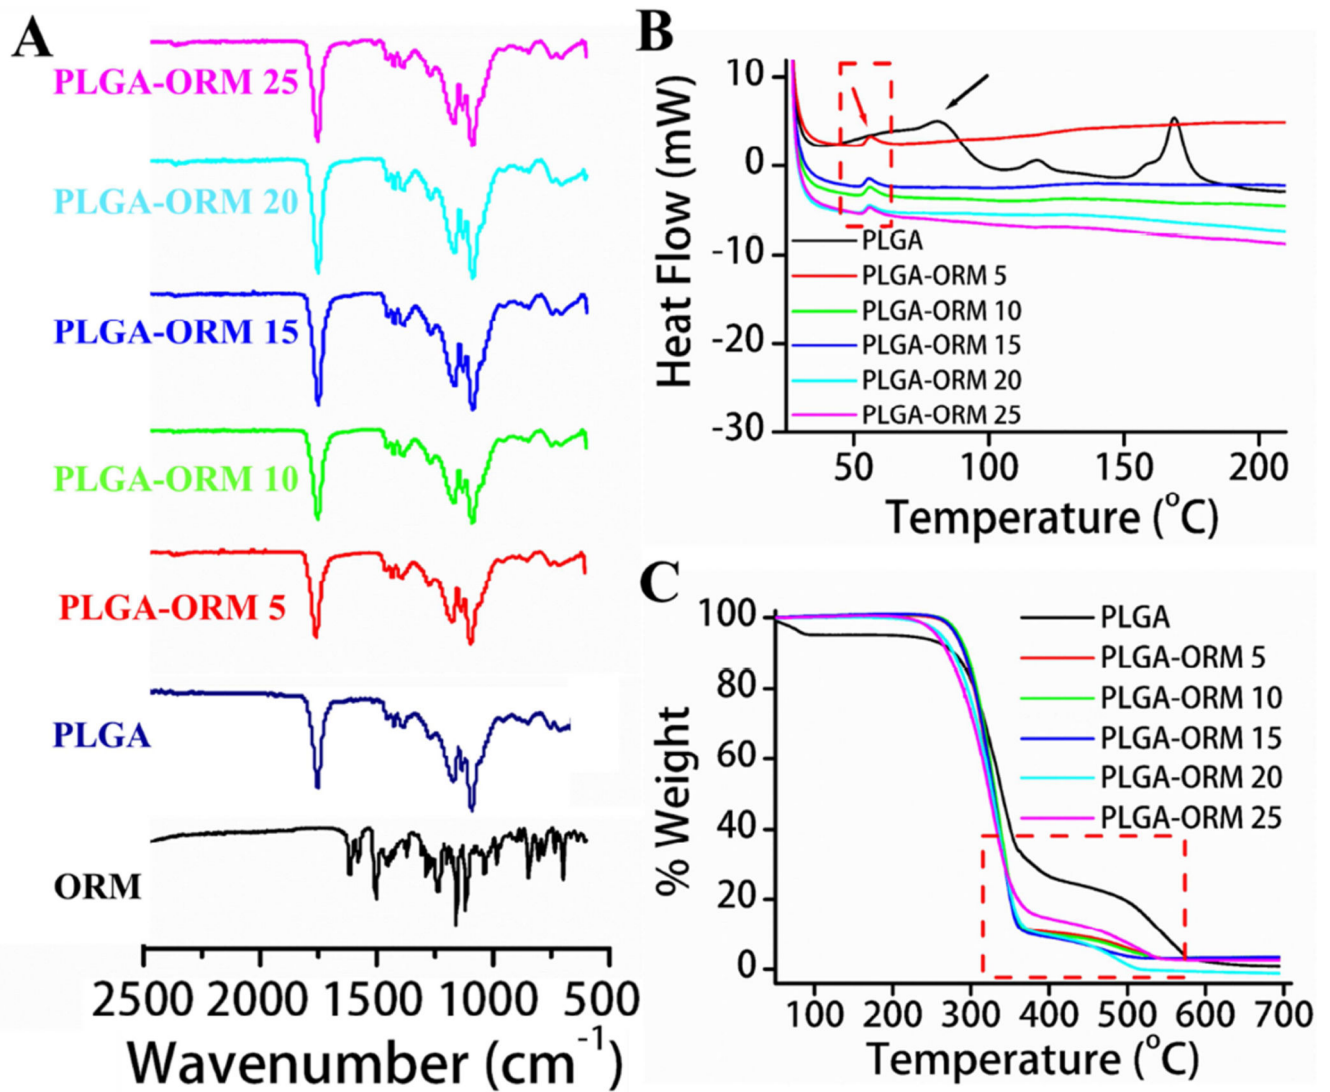 A
PLGA-ORM 25
PLGA-ORM 20
PLGA-ORM 15
PLGA-ORM 10
PLGA-ORM 5
PLGA
ORM
2500 2000 1500 1000 500
Wavenumber (cm-1)
B
Heat Flow (mW)
10
0
-10
-20
-30
PLGA
PLGA-ORM 5
PLGA-ORM 10
PLGA-ORM 15
PLGA-ORM 20
PLGA-ORM 25
50 100 150 200
Temperature (oC)
C
% Weight
100
80
60
40
20
0
PLGA
PLGA-ORM 5
PLGA-ORM 10
PLGA-ORM 15
PLGA-ORM 20
PLGA-ORM 25
100 200 300 400 500 600 700
Temperature (oC)